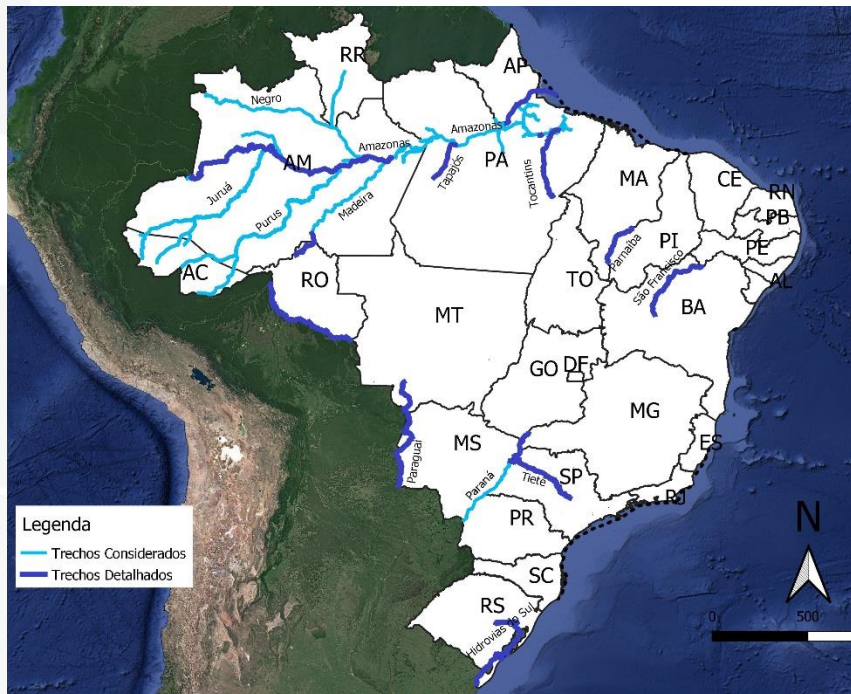 RR
AP
Negro
Amazonas
Amazonas
AM
PA
Tapajós
Tocantins
MA
CE
RN
PB
Juruá
Purus
Madeira
Parnaíba
PI
PE
São Francisco
AL
AC
RO
TO
BA
MT
GO
DF
MG
MS
ES
Paraguai
Paraná
Tietê
SP
RJ
PR
N
Legenda
Trechos Considerados
Trechos Detalhados
SC
RS
Hidrovias do Sul
0
500